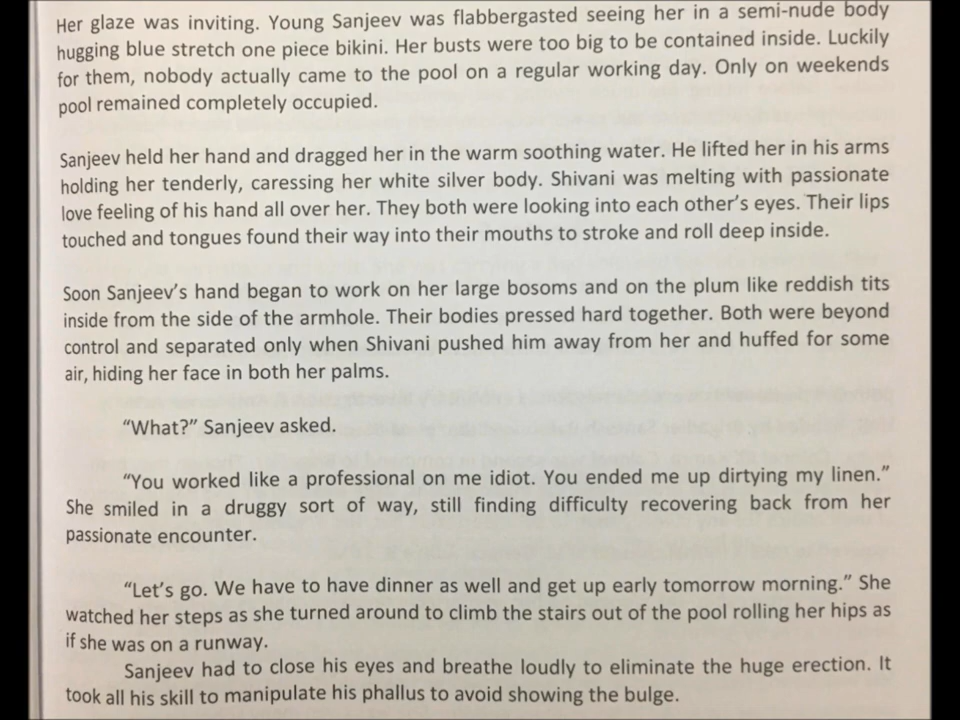 Her glaze was inviting. Young Sanjeev was flabbergasted seeing her in a semi-nude body
hugging blue stretch one piece bikini. Her busts were too big to be contained inside. Luckily
for them, nobody actually came to the pool on a regular working day. Only on weekends
pool remained completely occupied.
Sanjeev held her hand and dragged her in the warm soothing water. He lifted her in his arms
holding her tenderly, caressing her white silver body. Shivani was melting with passionate
love feeling of his hand all over her. They both were looking into each other's eyes. Their lips
touched and tongues found their way into their mouths to stroke and roll deep inside.
Soon Sanjeev's hand began to work on her large bosoms and on the plum like reddish tits
inside from the side of the armhole. Their bodies pressed hard together. Both were beyond
control and separated only when Shivani pushed him away from her and huffed for some
air, hiding her face in both her palms.
"What?" Sanjeev asked.
"You worked like a professional on me idiot. You ended me up dirtying my linen."
She smiled in a druggy sort of way, still finding difficulty recovering back from her
passionate encounter.
"Let's go. We have to have dinner as well and get up early tomorrow morning." She
watched her steps as she turned around to climb the stairs out of the pool rolling her hips as
if she was on a runway.
Sanjeev had to close his eyes and breathe loudly to eliminate the huge erection. It
took all his skill to manipulate his phallus to avoid showing the bulge.